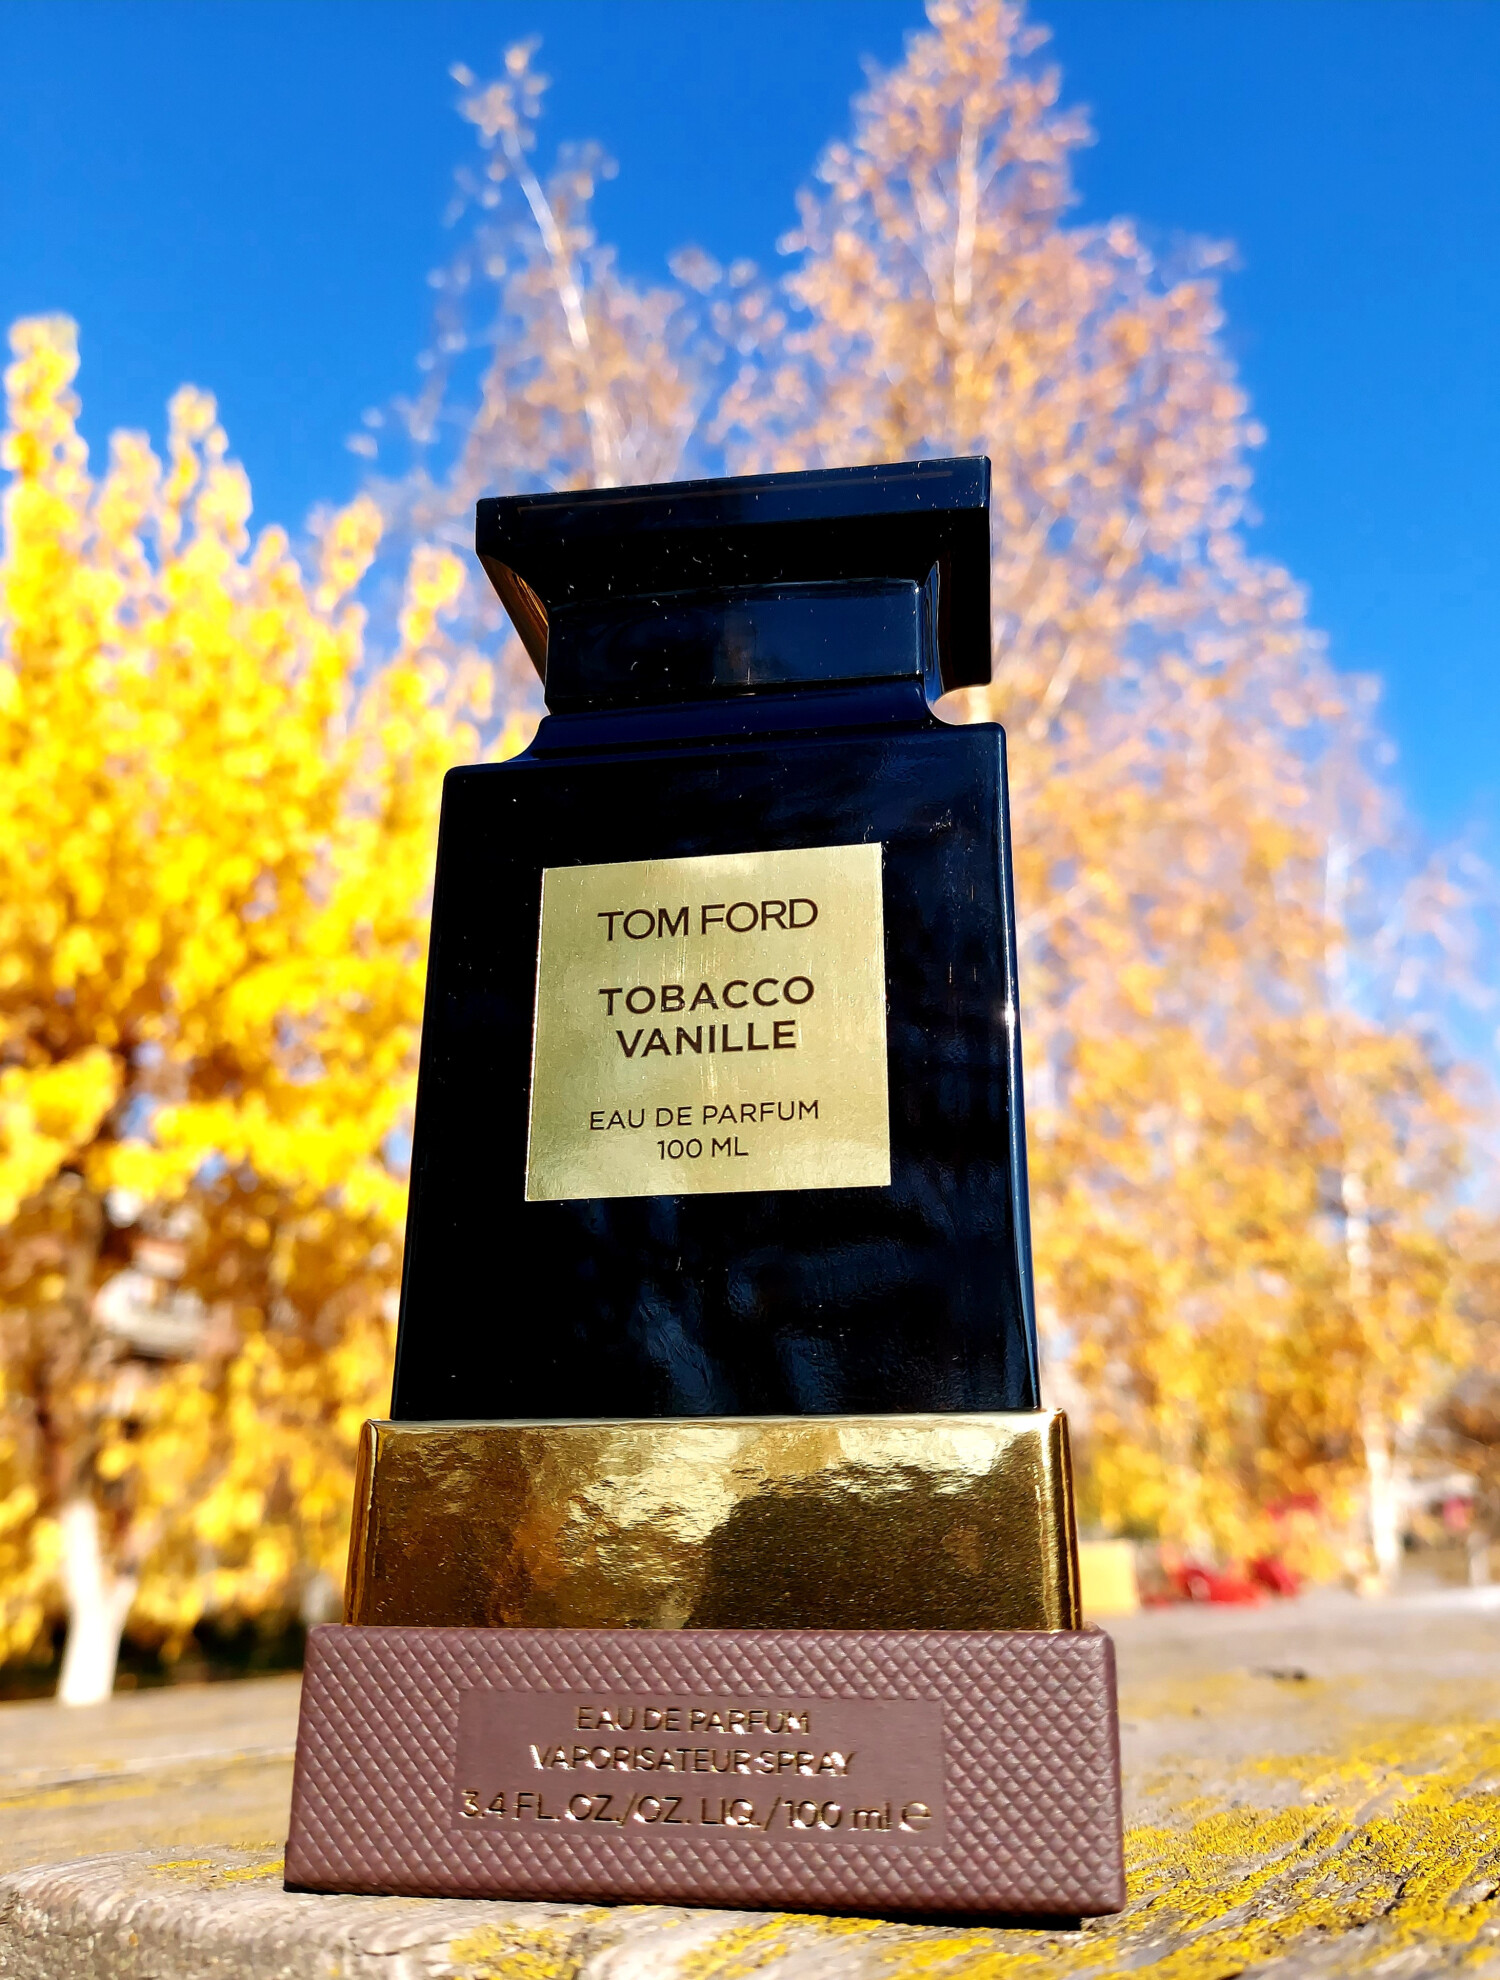 TOM FORD
TOBACCO
VANILLE
EAU DE PARFUM
100 ML
EAU DE PARFUM
VAPORISATEUR SPRAY
3.4 FL. OZ./OZ. LIQ./100 ml ℮